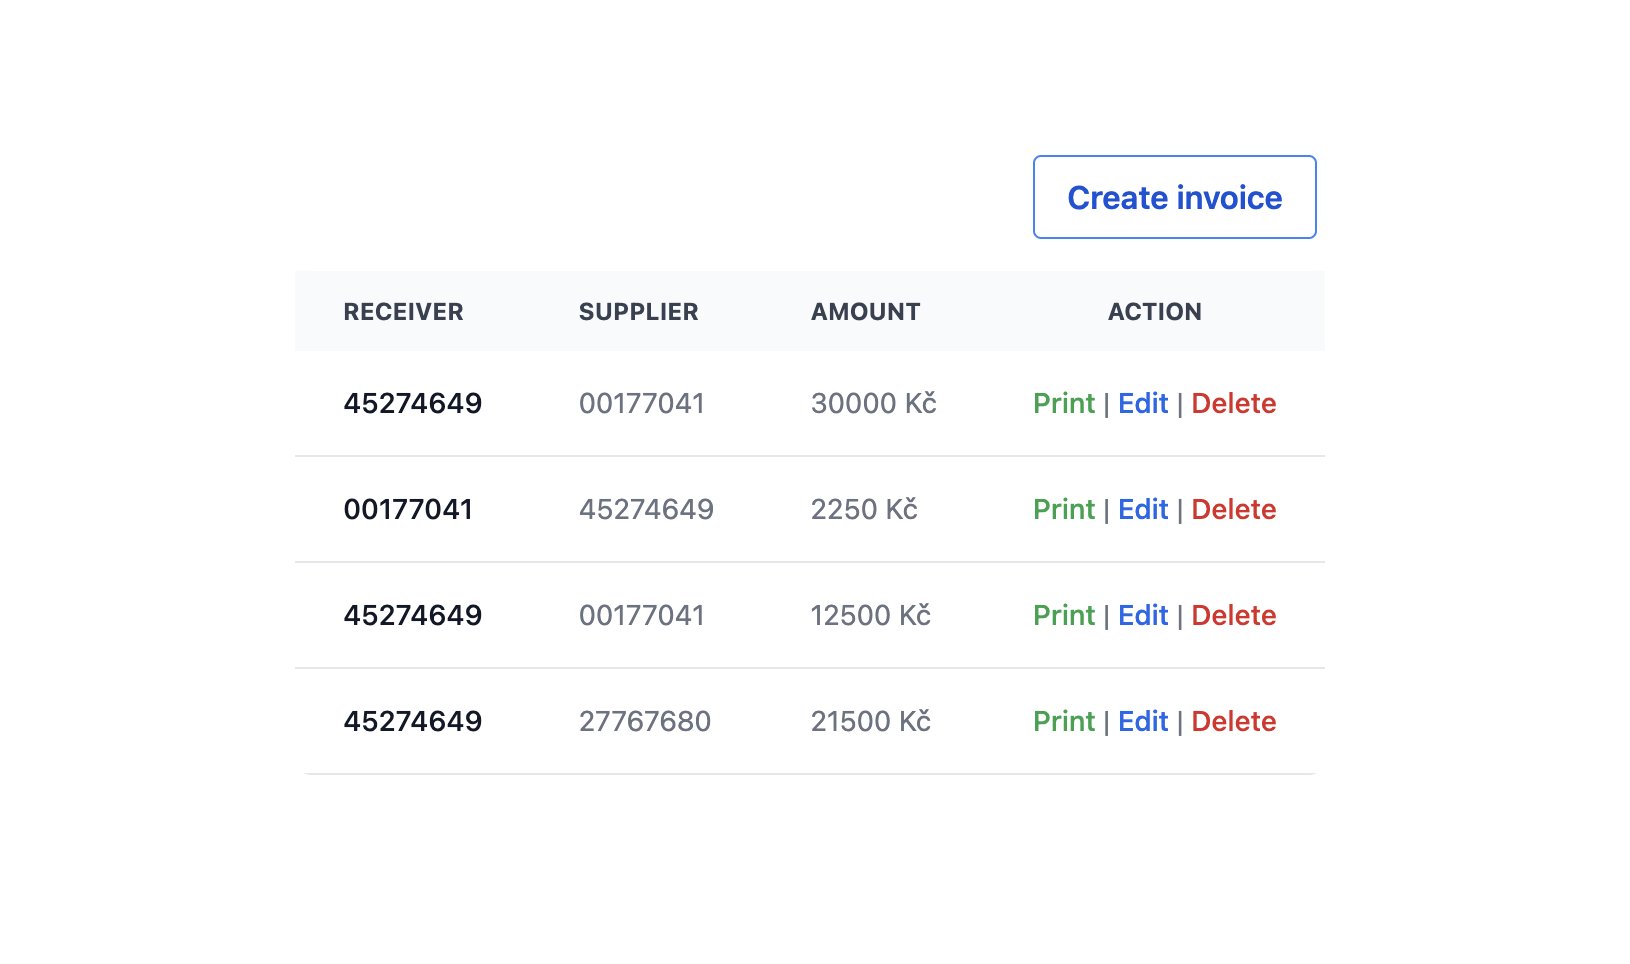 Create invoice
RECEIVER SUPPLIER AMOUNT ACTION
45274649 00177041 30000 Kč Print | Edit | Delete
00177041 45274649 2250 Kč Print | Edit | Delete
45274649 00177041 12500 Kč Print | Edit | Delete
45274649 27767680 21500 Kč Print | Edit | Delete